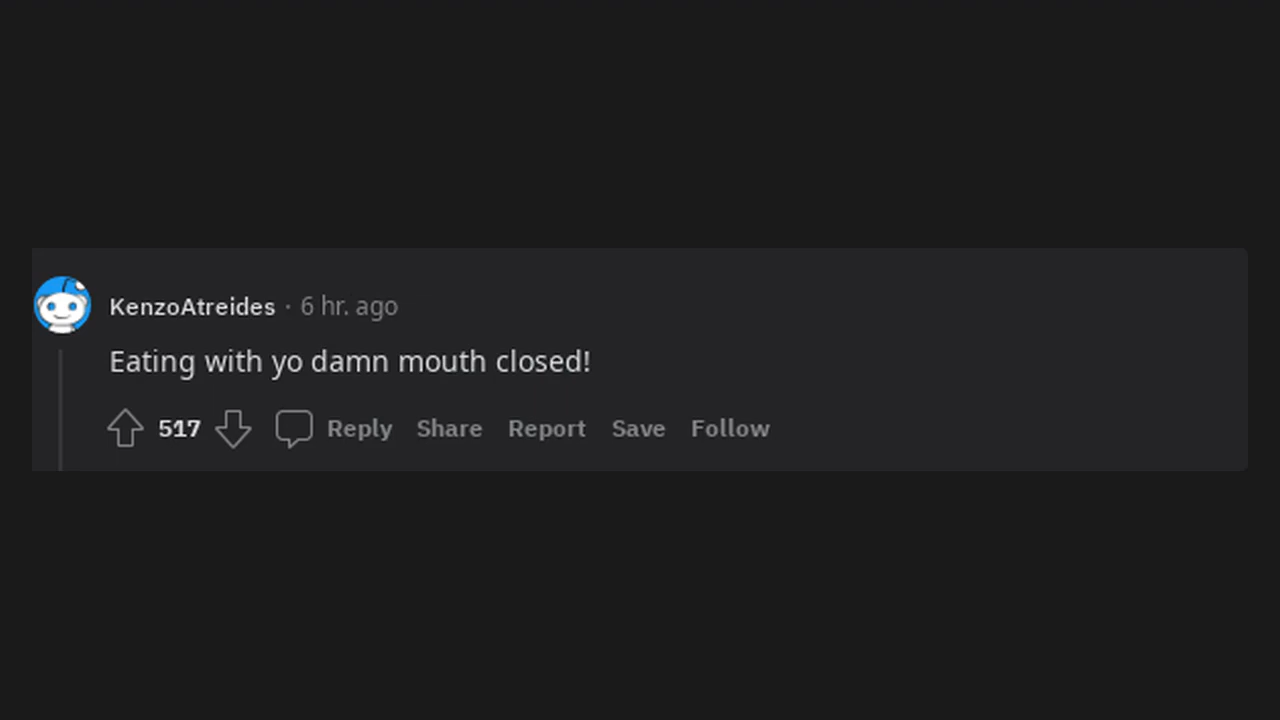 KenzoAtreides · 6 hr. ago
Eating with yo damn mouth closed!
517 Reply Share Report Save Follow